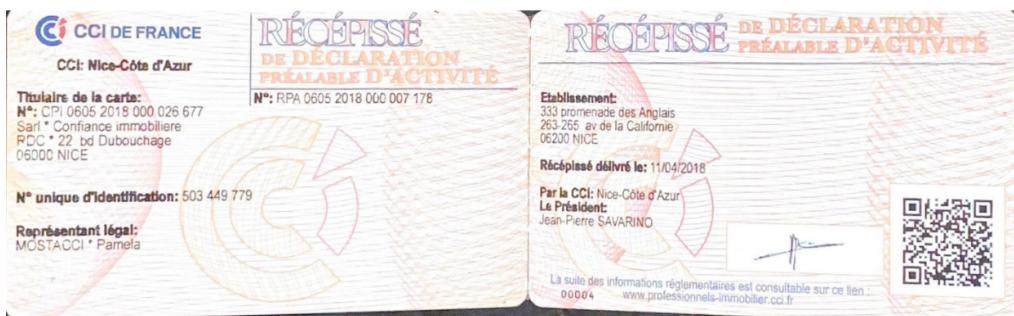 CCI DE FRANCE
CCI: Nice-Côte d'Azur
RÉCÉPISSÉ
DE DÉCLARATION
PRÉALABLE D'ACTIVITÉ
Titulaire de la carte:
N°: CPI 0605 2018 000 026 677
Sarl * Confiance immobiliere
RDC * 22 bd Dubouchage
06000 NICE
N°: RPA 0605 2018 000 007 178
N° unique d'identification: 503 449 779
Représentant légal:
MOSTACCI * Pamela
RÉCÉPISSÉ DE DÉCLARATION
PRÉALABLE D'ACTIVITÉ
Etablissement:
333 promenade des Anglais
263-265 av de la Californie
06200 NICE
Récépissé délivré le: 11/04/2018
Par la CCI: Nice-Côte d'Azur
Le Président:
Jean-Pierre SAVARINO
La suite des informations réglementaires est consultable sur ce lien :
00004 www.professionnels-immobilier.cci.fr